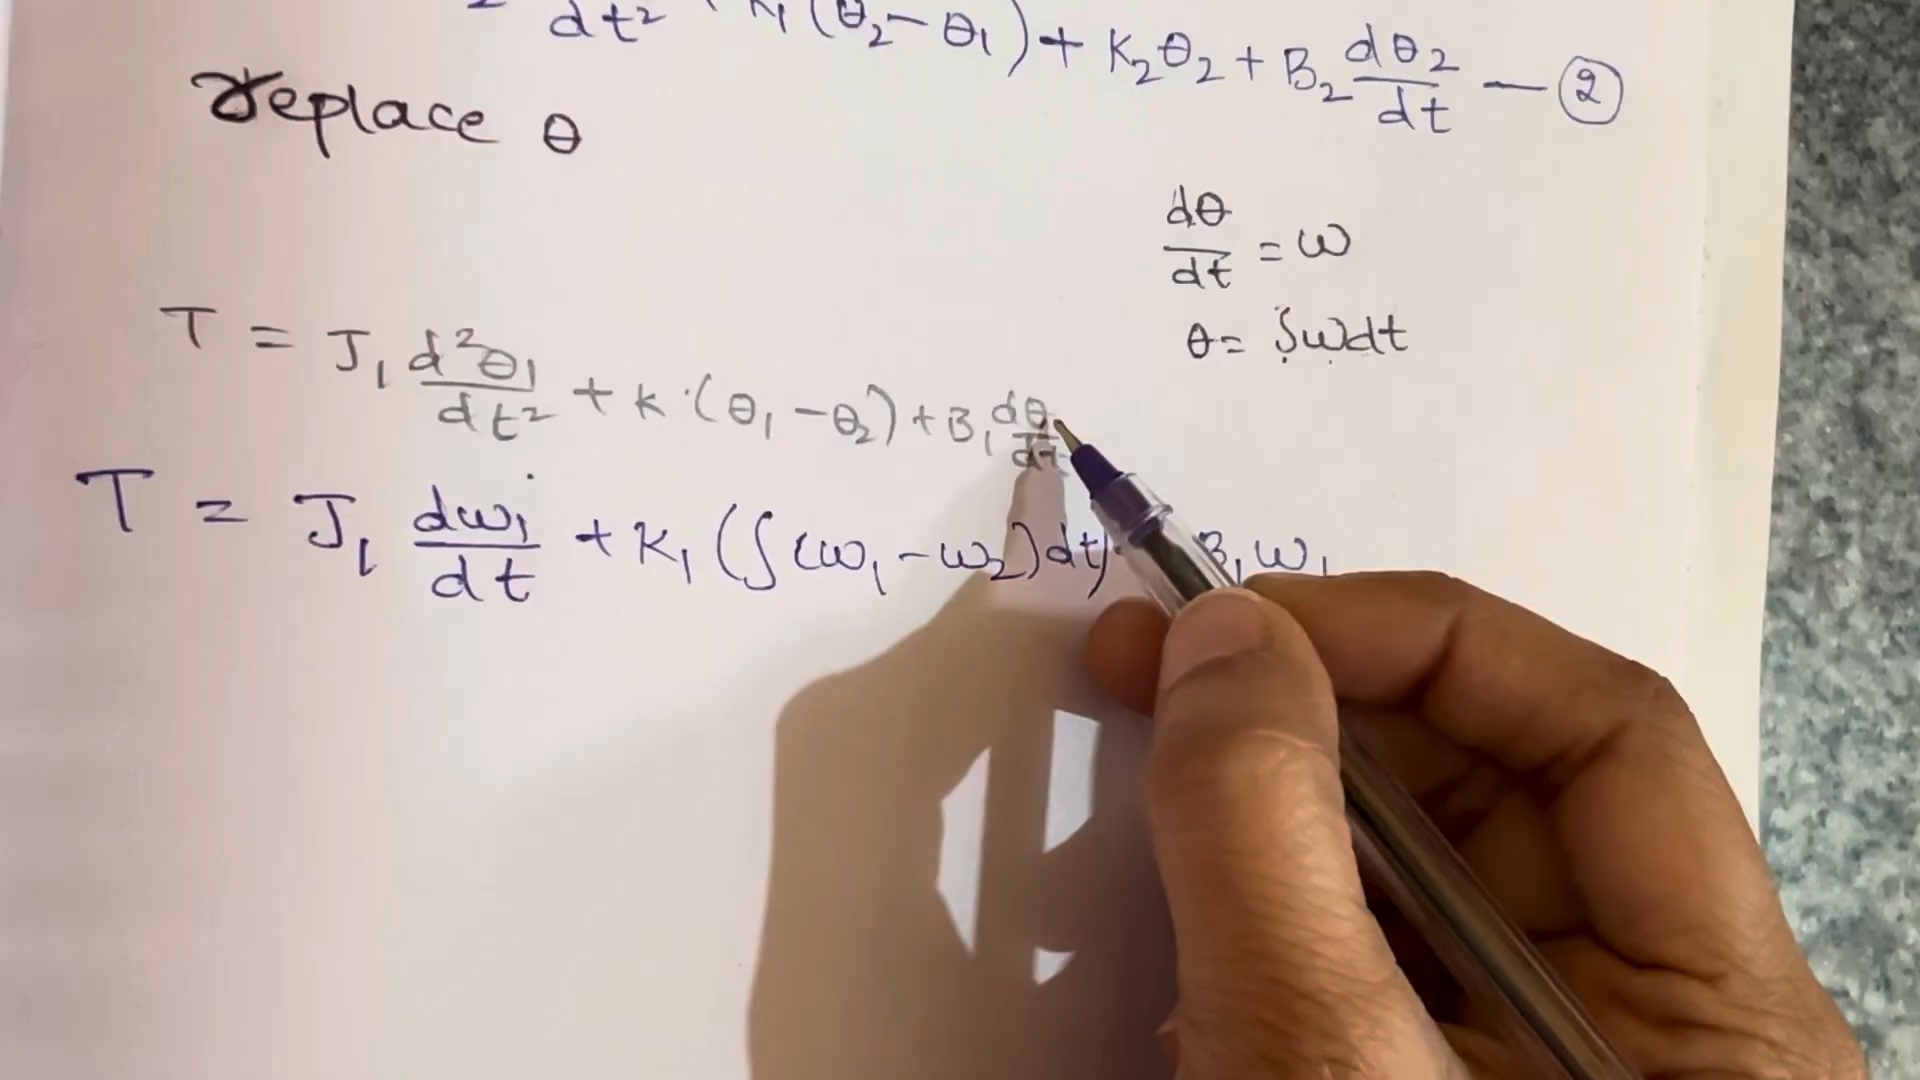 dt² + K₁(θ₂-θ₁)+ K₂θ₂+ B₂ dθ₂/dt — ②
replace θ
dθ/dt = ω
θ= ∫ωdt
T = J₁ d²θ₁/dt² + K (θ₁-θ₂)+B₁ dθ/dt
T = J₁ dω₁/dt + K₁(∫(ω₁-ω₂)dt) B₁ω₁